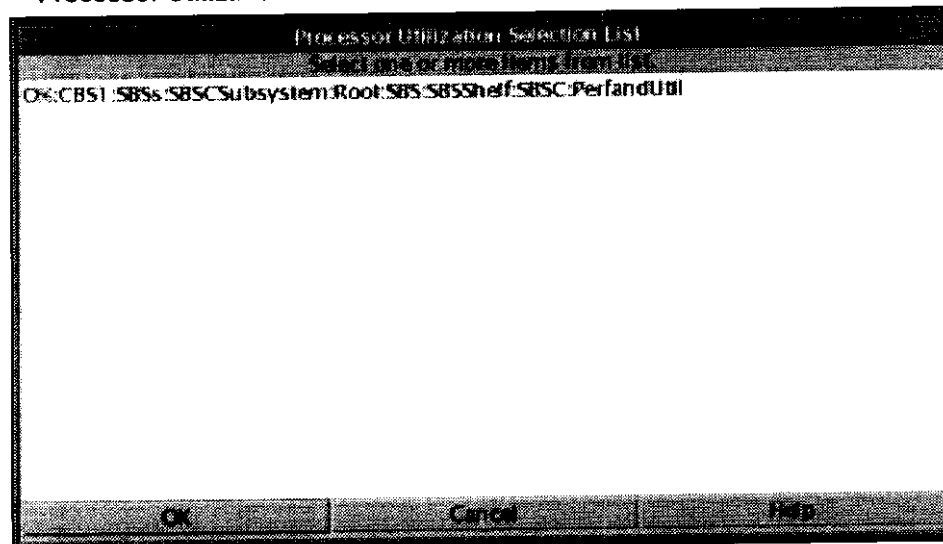 Processor Utilization Selection List
Select one or more items from list.
OK:CBS1:SBSs:SBSCSubsystem:Root:SBS:SBSShelf:SBSC:PerfandUtil
OK Cancel Help